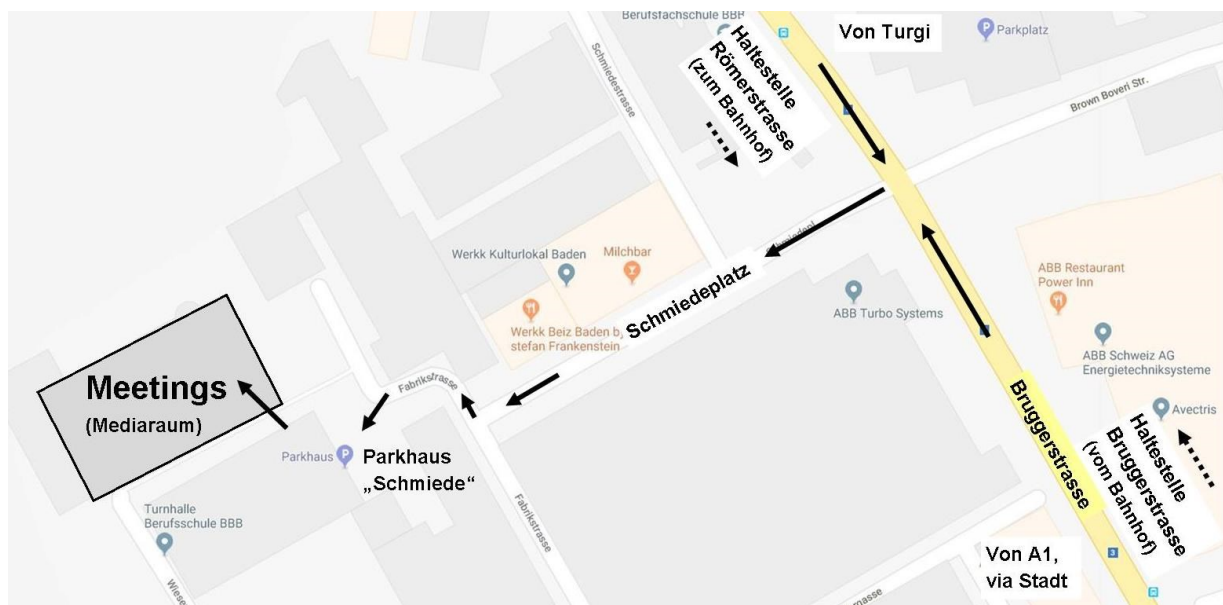 Berufsfachschule BBB
Von Turgi
Parkplatz
Haltestelle
Römerstrasse
(zum Bahnhof)
Schmiedestrasse
Brown Boveri Str.
Werkk Kulturlokal Baden
Milchbar
Schmiedeplatz
ABB Restaurant
Power Inn
ABB Turbo Systems
Werkk Beiz Baden by
stefan Frankenstein
ABB Schweiz AG
Energietechniksysteme
Meetings
(Mediaraum)
Fabrikstrasse
Bruggerstrasse
Avectris
Haltestelle
Bruggerstrasse
(vom Bahnhof)
Parkhaus
P
Parkhaus
„Schmiede“
Turnhalle
Berufsschule BBB
Fabrikstrasse
Von A1,
via Stadt
3